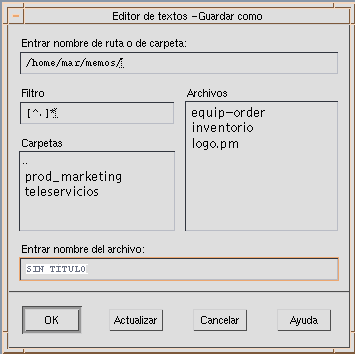 Editor de textos -Guardar como
Entrar nombre de ruta o de carpeta:
/home/mar/memos/
Filtro
[^.]*
Archivos
equip-order
inventorio
logo.pm
Carpetas
..
prod_marketing
teleservicios
Entrar nombre del archivo:
SIN TITULO
OK
Actualizar
Cancelar
Ayuda